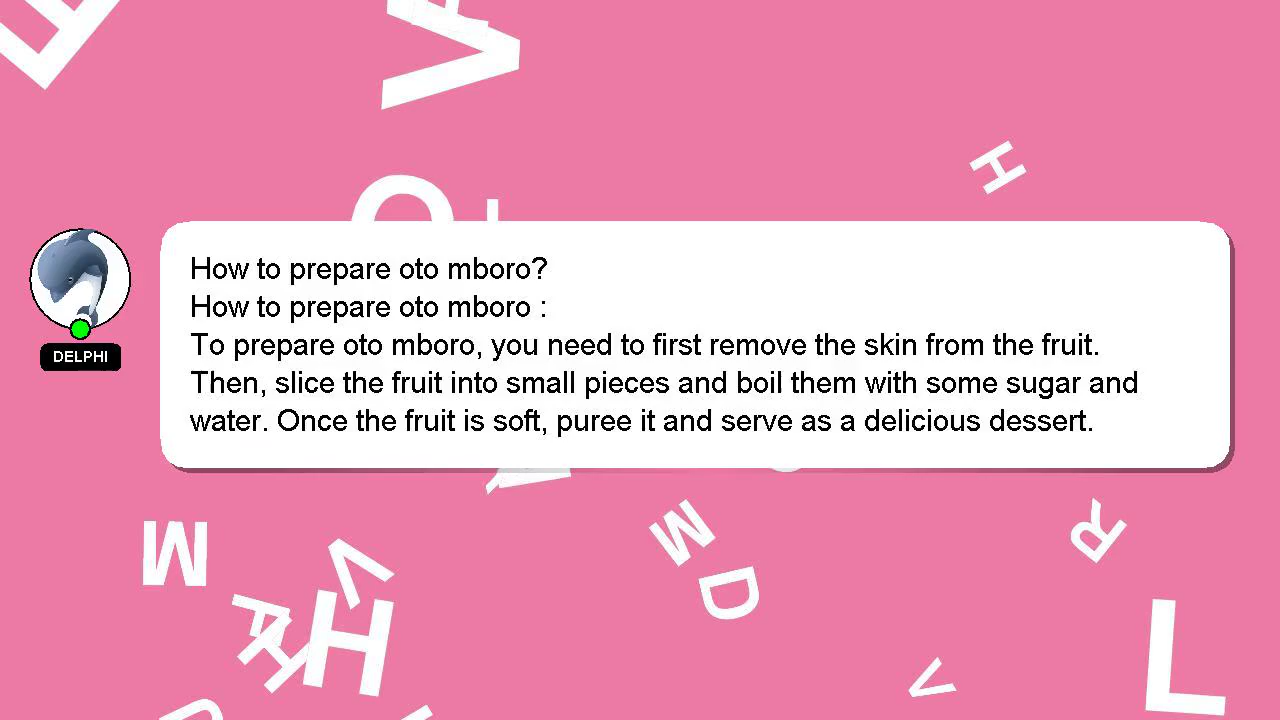 How to prepare oto mboro?
How to prepare oto mboro :
To prepare oto mboro, you need to first remove the skin from the fruit.
Then, slice the fruit into small pieces and boil them with some sugar and
water. Once the fruit is soft, puree it and serve as a delicious dessert.
DELPHI
H
M
V
H
M
D
R
L
V